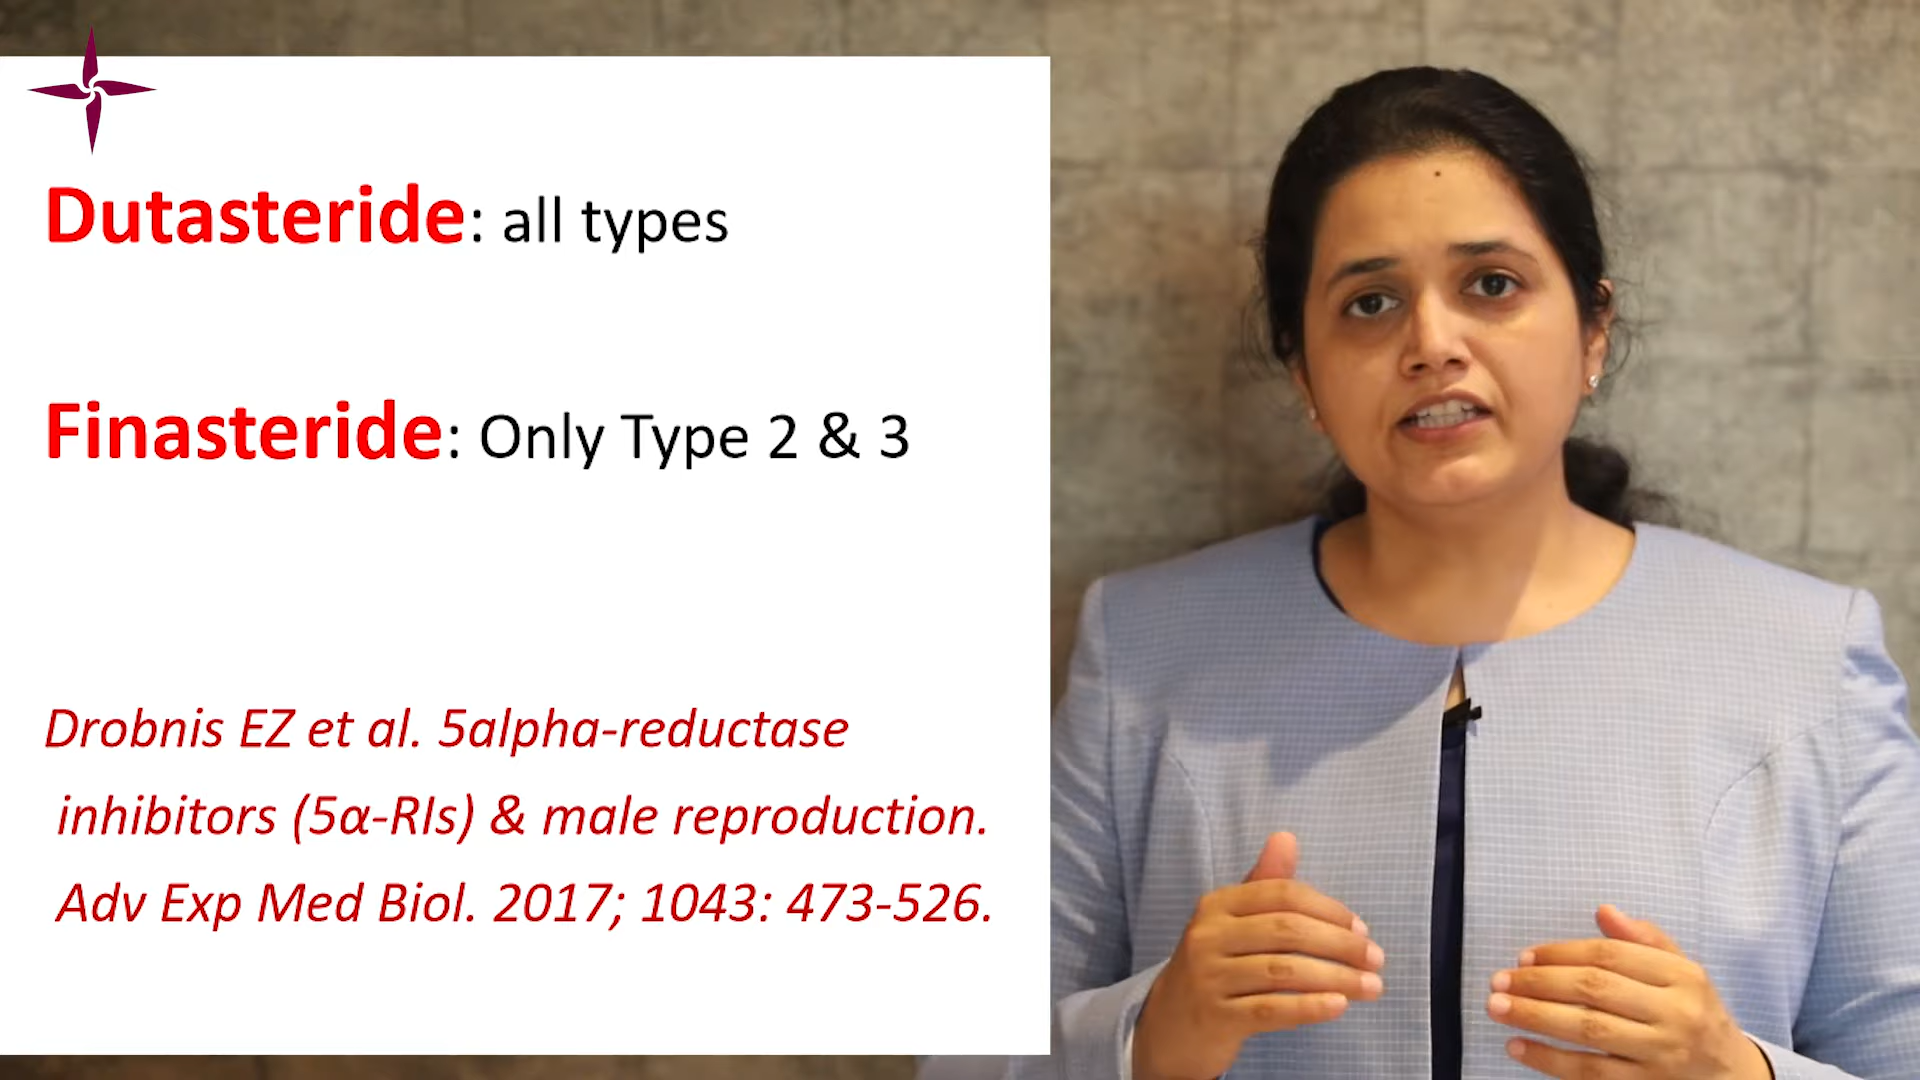 Dutasteride: all types
Finasteride: Only Type 2 & 3
Drobnis EZ et al. 5alpha-reductase
inhibitors (5α-RIs) & male reproduction.
Adv Exp Med Biol. 2017; 1043: 473-526.